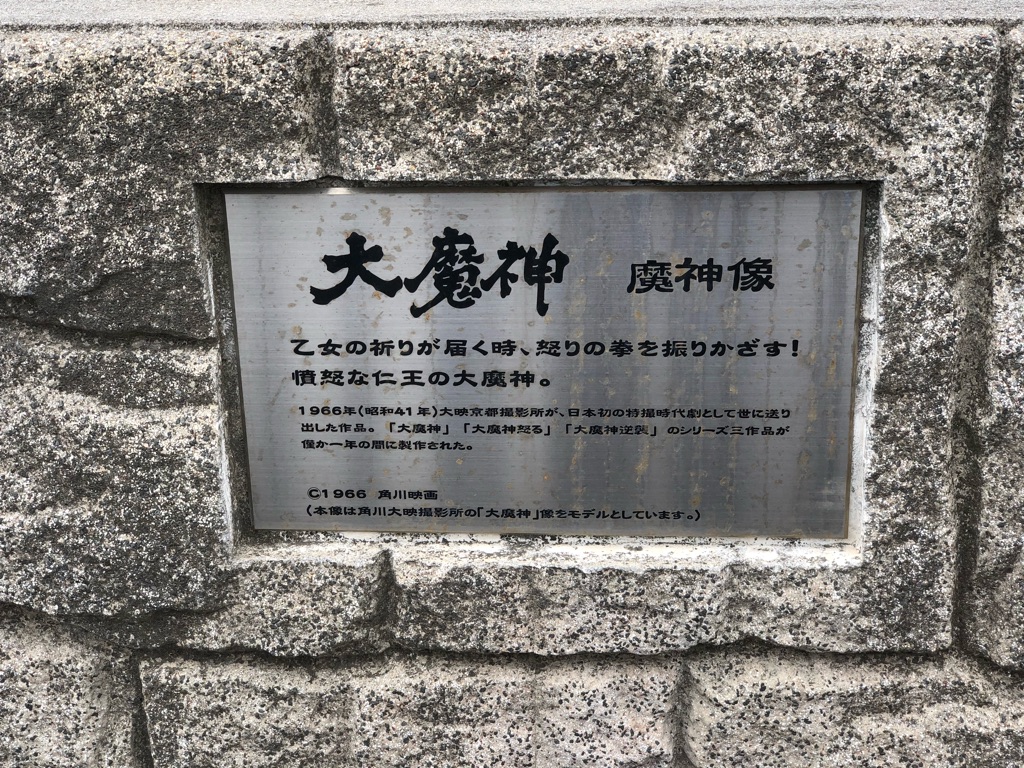 大魔神 魔神像
乙女の祈りが届く時、怒りの拳を振りかざす!
憤怒な仁王の大魔神。
1966年(昭和41年)大映京都撮影所が、日本初の特撮時代劇として世に送り
出した作品。「大魔神」「大魔神怒る」「大魔神逆襲」のシリーズ三作品が
僅か一年の間に製作された。
©1966 角川映画
(本像は角川大映撮影所の「大魔神」像をモデルとしています。)